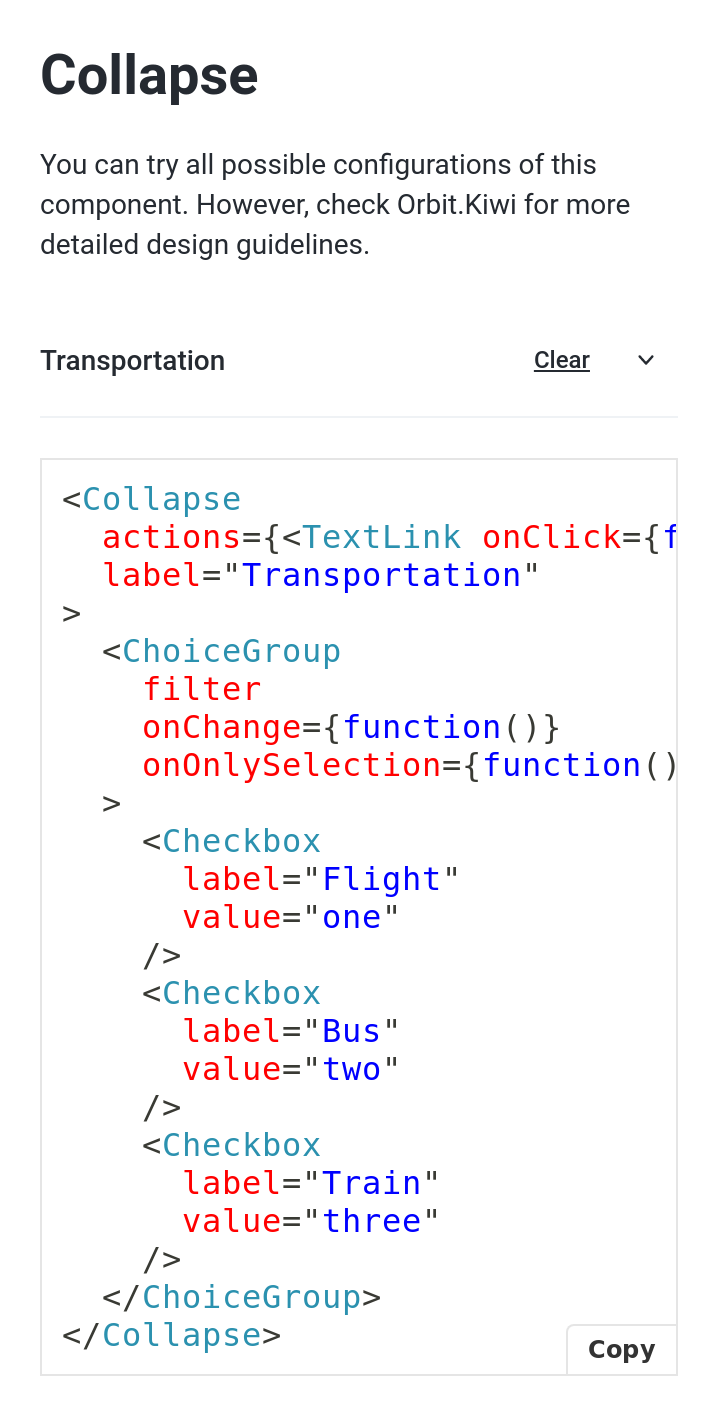 Collapse
You can try all possible configurations of this
component. However, check Orbit.Kiwi for more
detailed design guidelines.
Transportation Clear
<Collapse
  actions={<TextLink onClick={f
  label="Transportation"
>
  <ChoiceGroup
    filter
    onChange={function()}
    onOnlySelection={function()
  >
    <Checkbox
      label="Flight"
      value="one"
    />
    <Checkbox
      label="Bus"
      value="two"
    />
    <Checkbox
      label="Train"
      value="three"
    />
  </ChoiceGroup>
</Collapse>
Copy